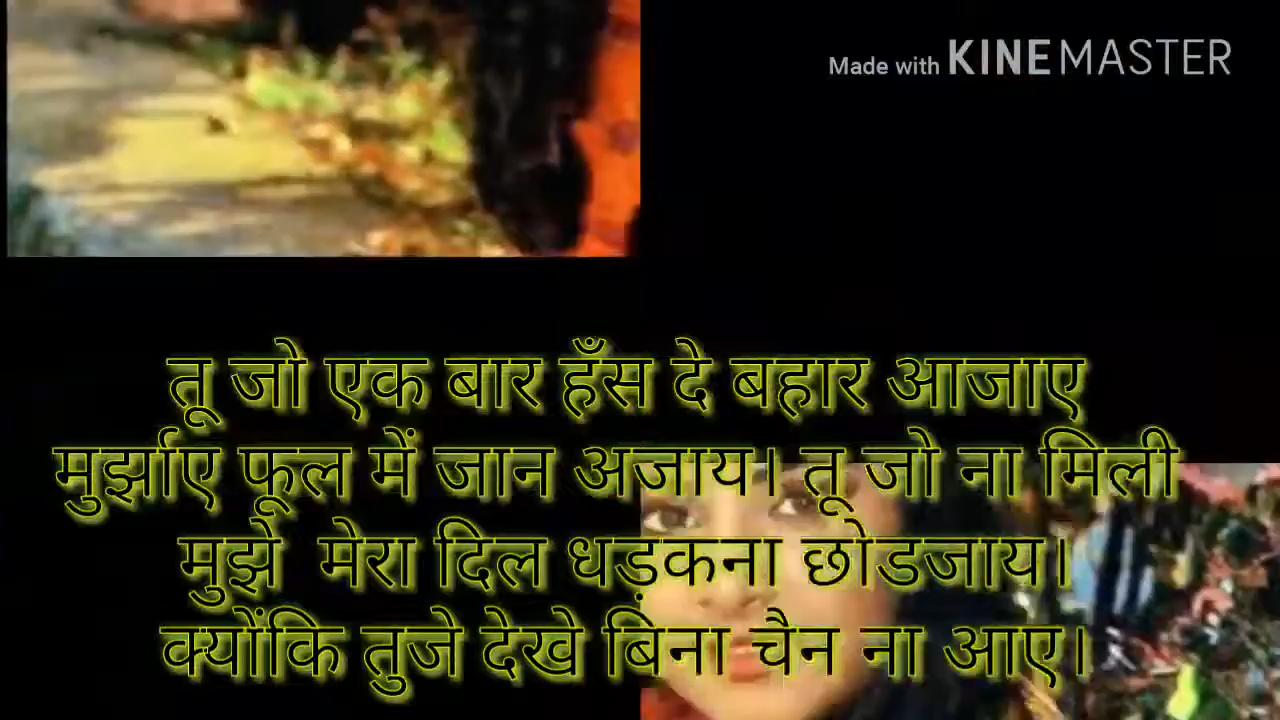 Made with KINEMASTER
तू जो एक बार हँस दे बहार आजाए
मुर्झाए फूल में जान अजाय। तू जो ना मिली
मुझे मेरा दिल धड़कना छोडजाय।
क्योंकि तुजे देखे बिना चैन ना आए।